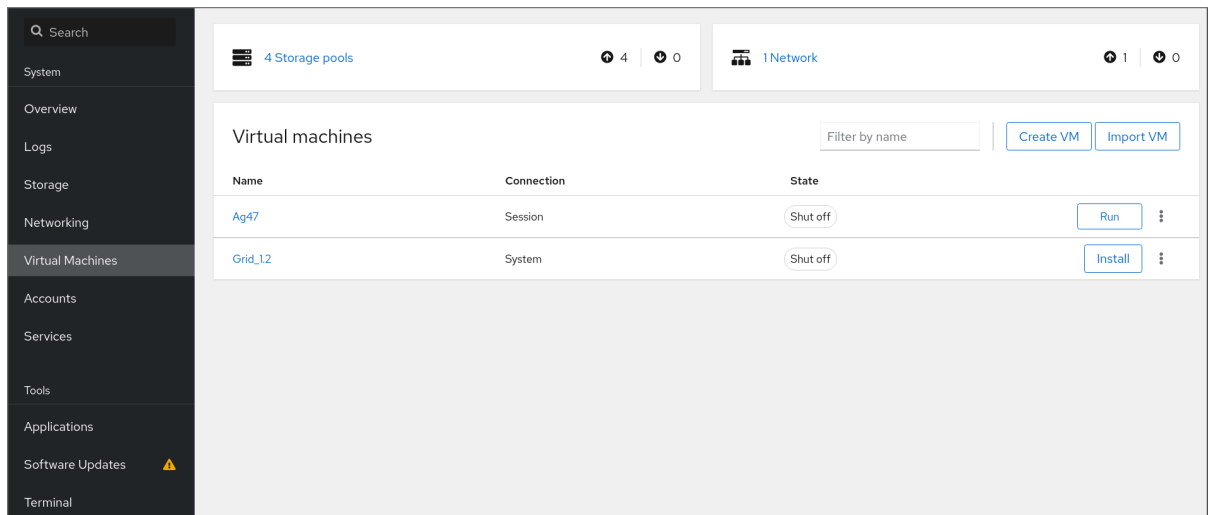 Search
System
Overview
Logs
Storage
Networking
Virtual Machines
Accounts
Services
Tools
Applications
Software Updates
Terminal
4 Storage pools 4 0
1 Network 1 0
Virtual machines Filter by name Create VM Import VM
Name Connection State
Ag47 Session Shut off Run
Grid_1.2 System Shut off Install